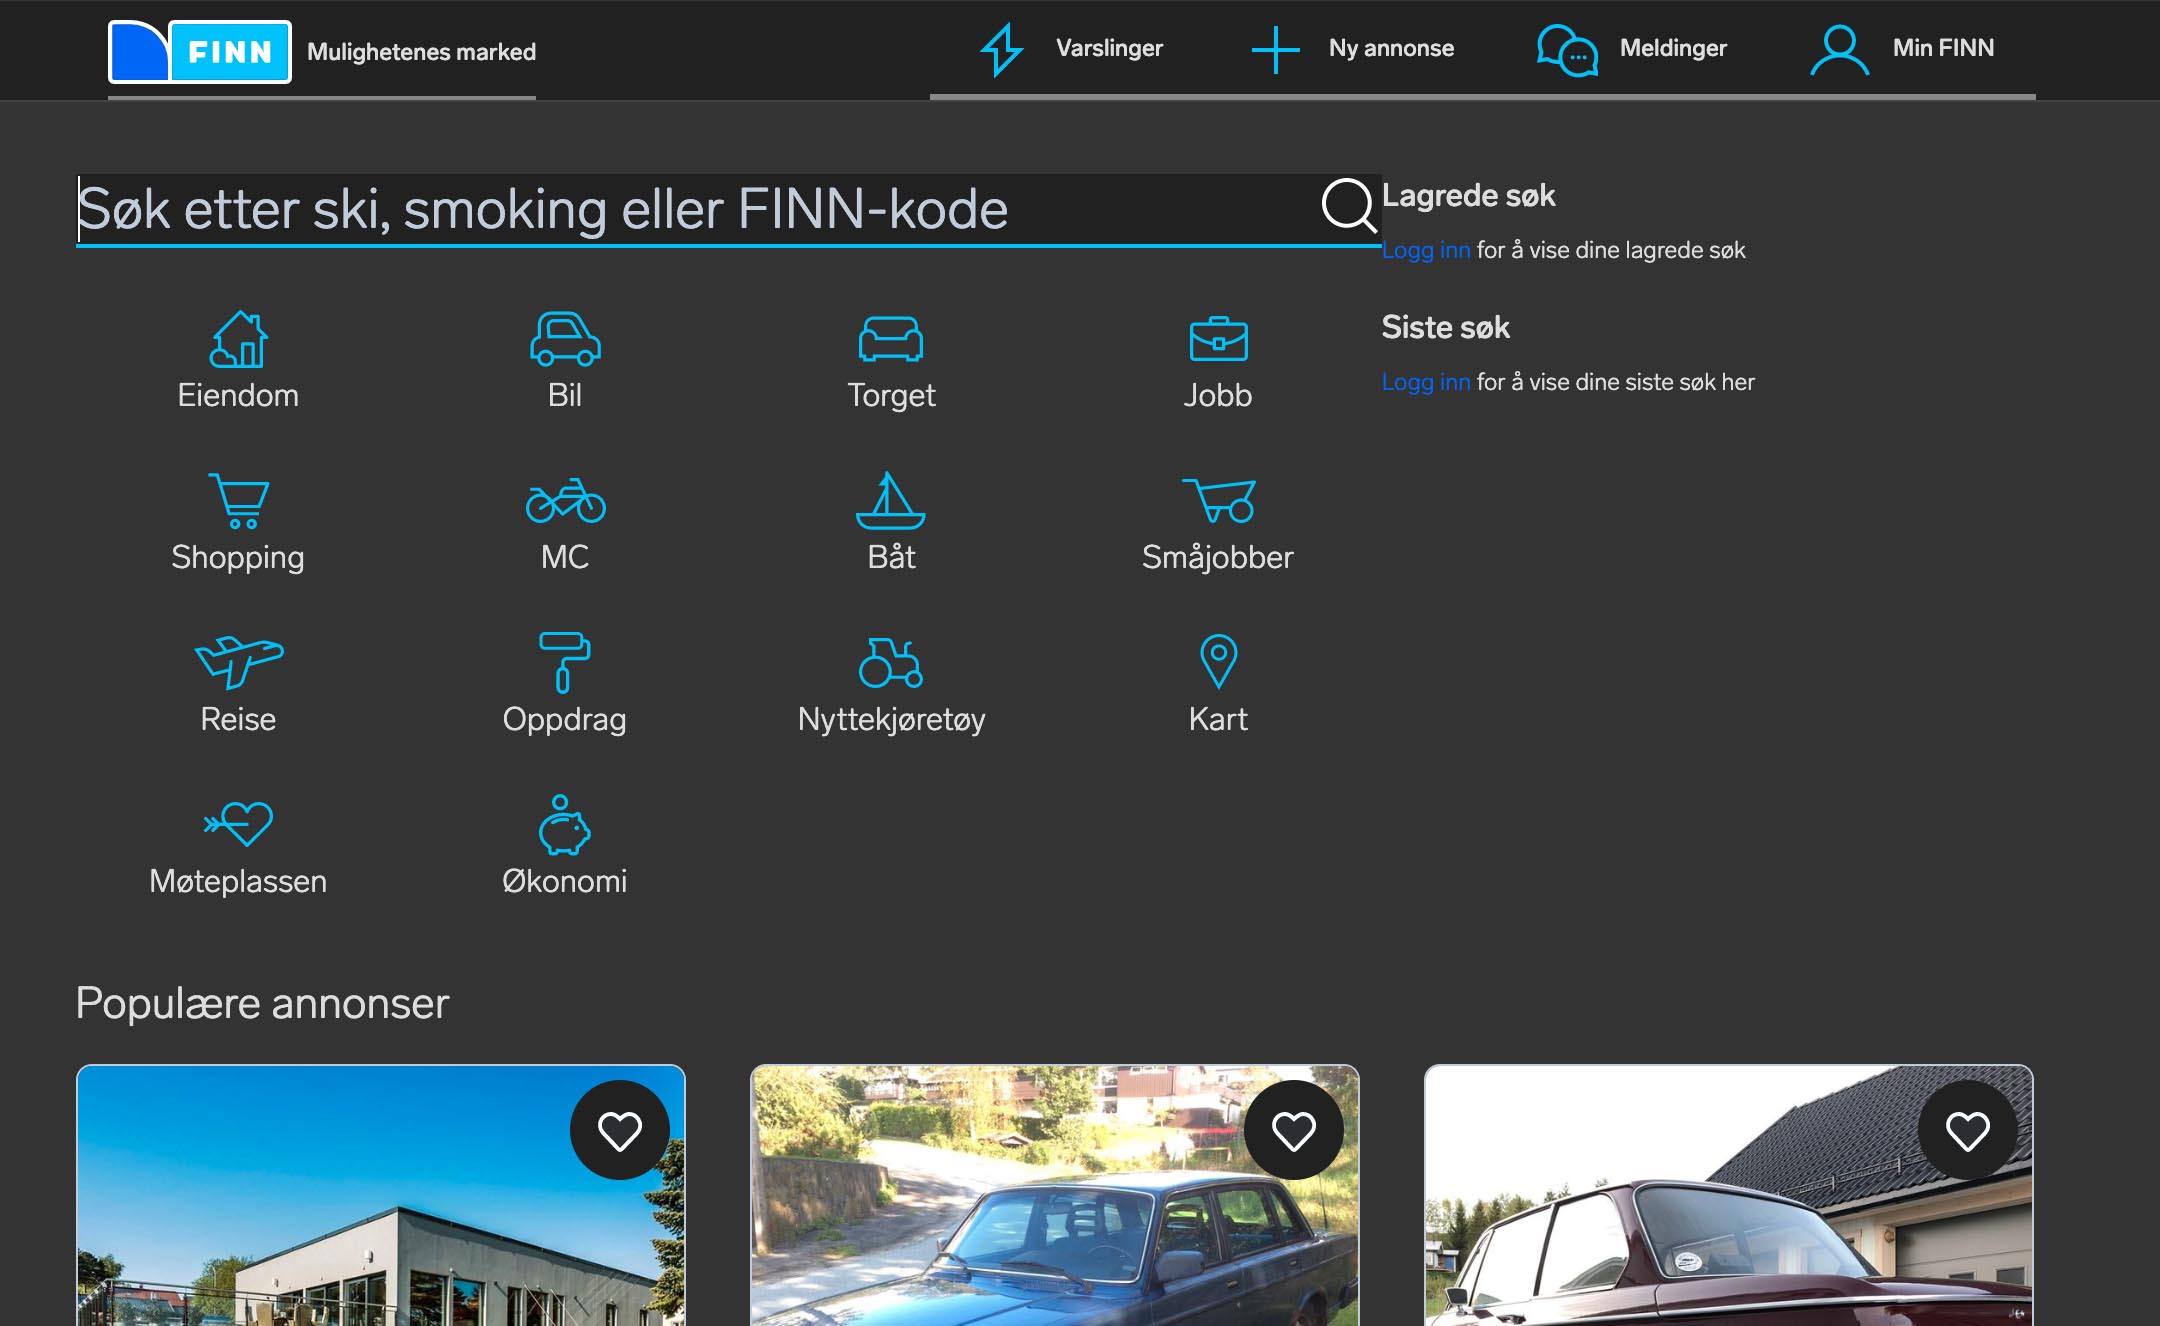 FINN Mulighetenes marked
Varslinger
Ny annonse
Meldinger
Min FINN
Søk etter ski, smoking eller FINN-kode
Lagrede søk
Logg inn for å vise dine lagrede søk
Siste søk
Logg inn for å vise dine siste søk her
Eiendom
Bil
Torget
Jobb
Shopping
MC
Båt
Småjobber
Reise
Oppdrag
Nyttekjøretøy
Kart
Møteplassen
Økonomi
Populære annonser